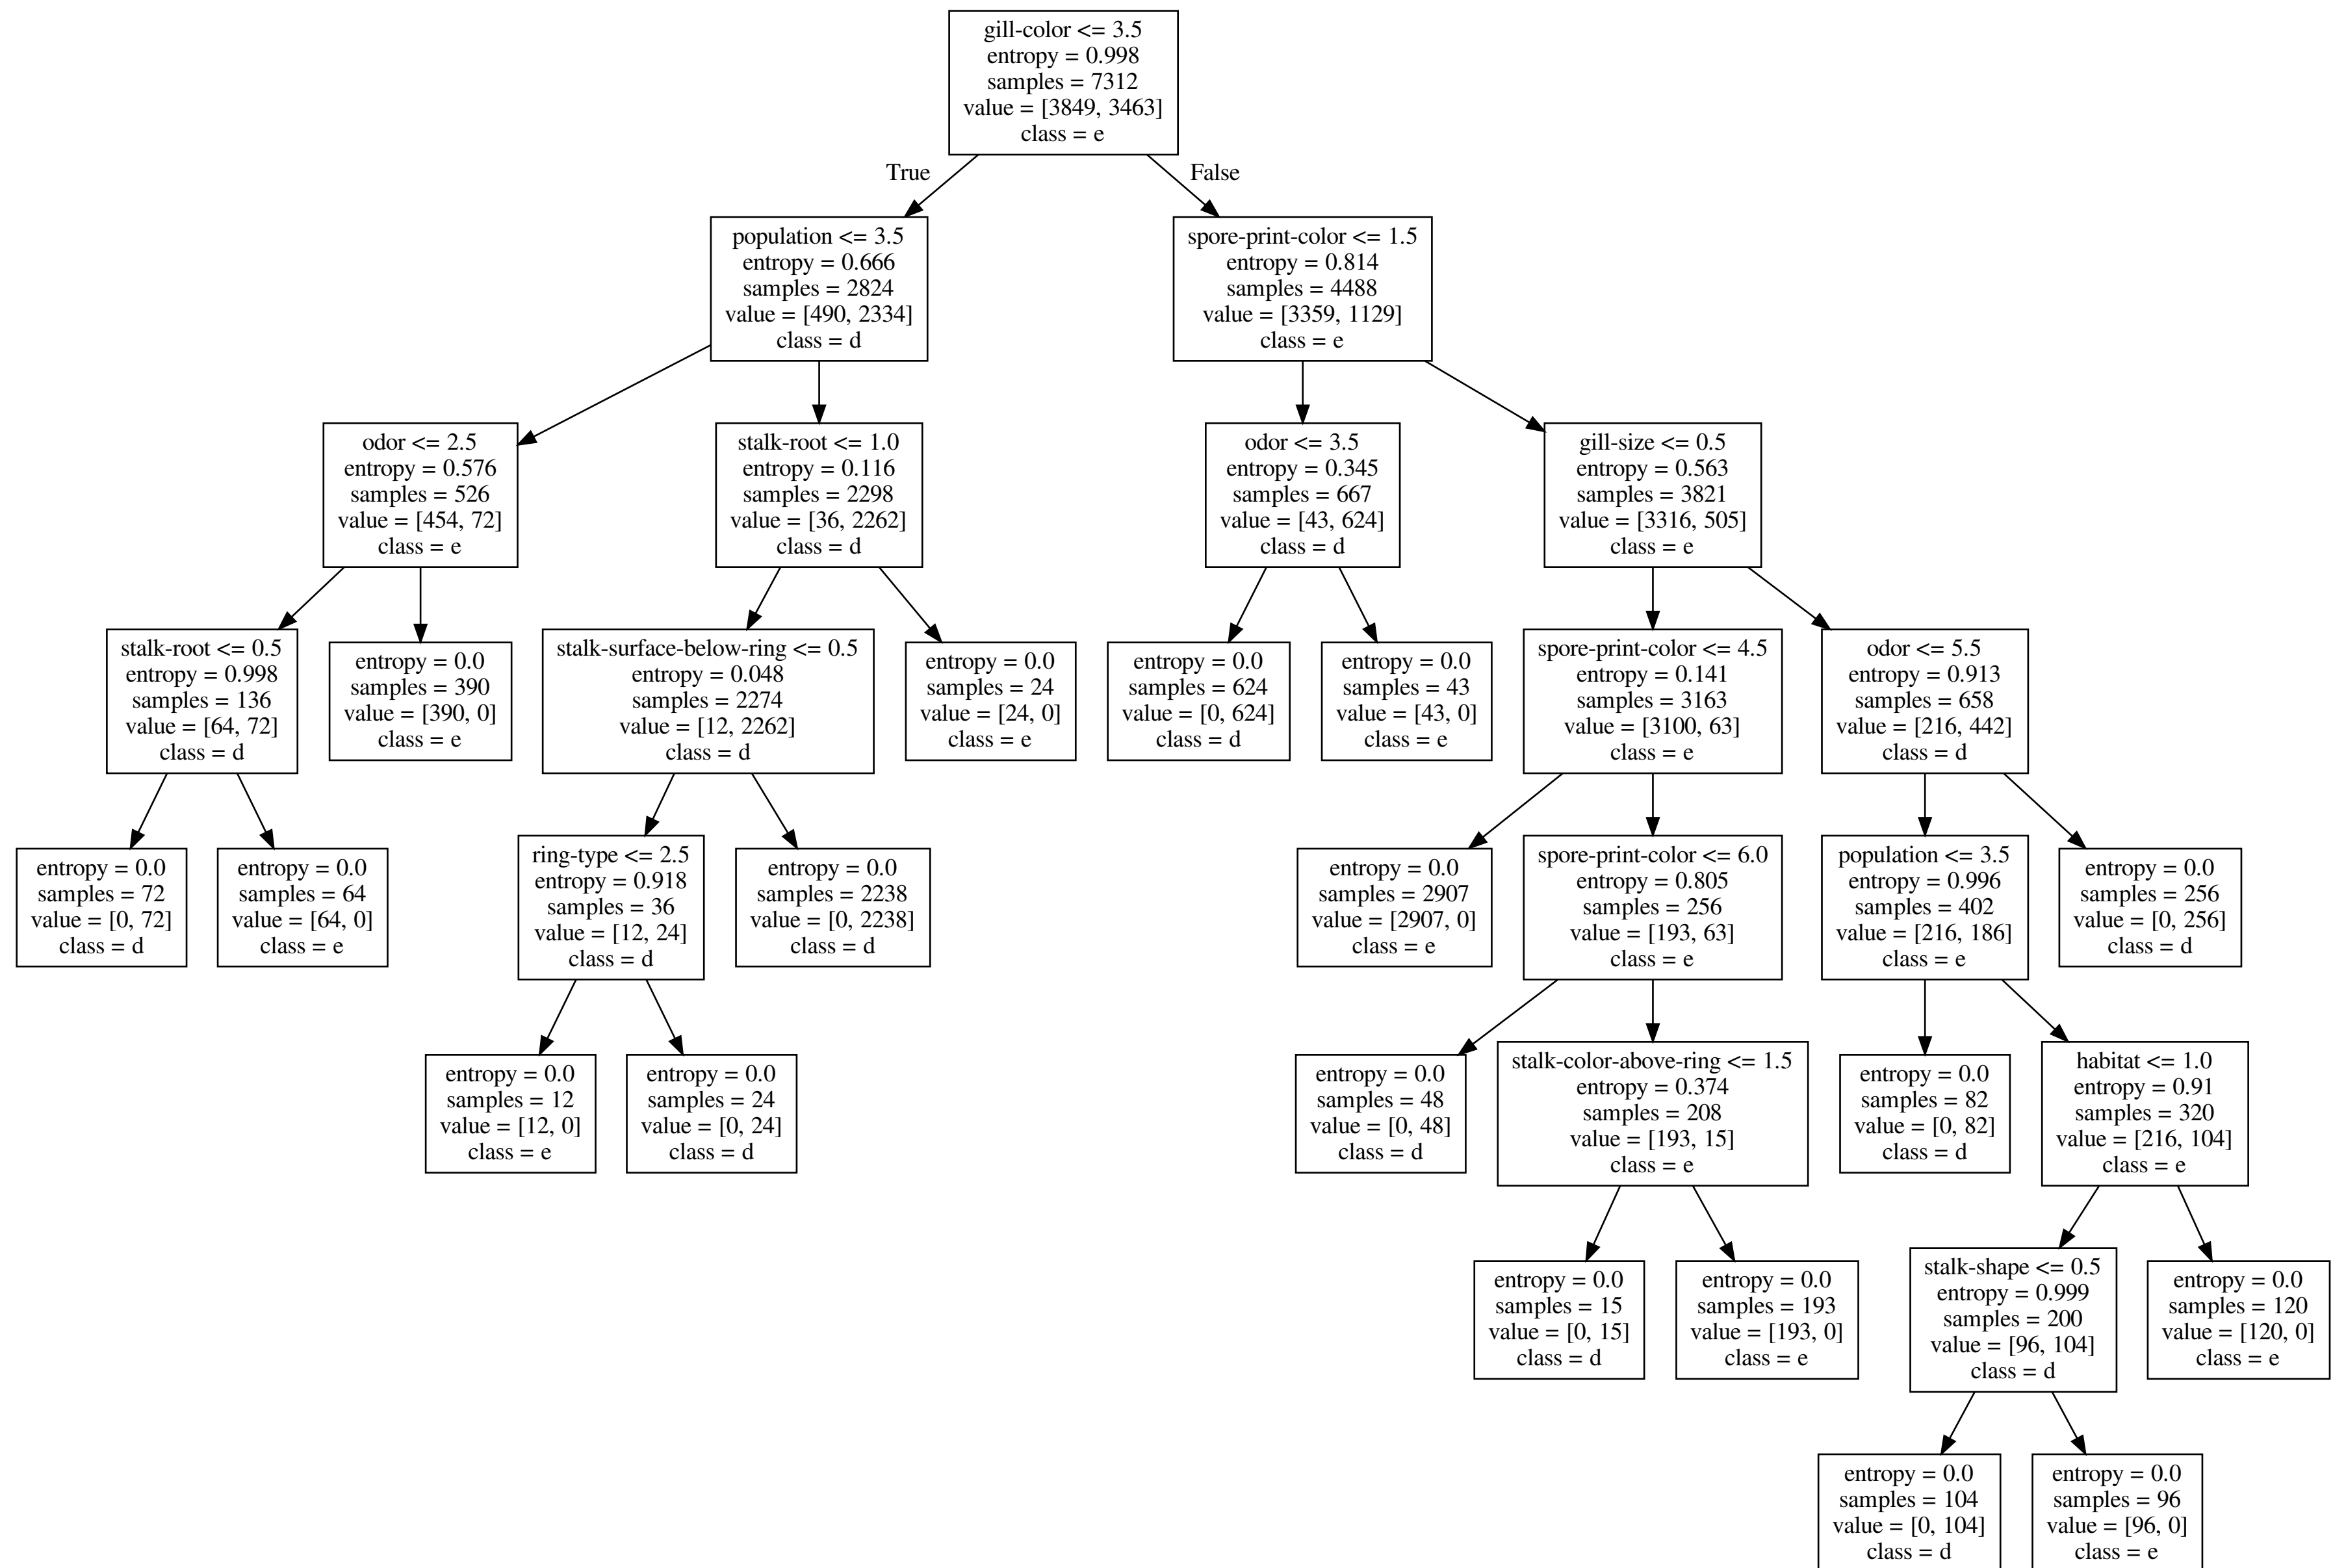 gill-color <= 3.5
entropy = 0.998
samples = 7312
value = [3849, 3463]
class = e
True
False
population <= 3.5
entropy = 0.666
samples = 2824
value = [490, 2334]
class = d
spore-print-color <= 1.5
entropy = 0.814
samples = 4488
value = [3359, 1129]
class = e
odor <= 2.5
entropy = 0.576
samples = 526
value = [454, 72]
class = e
stalk-root <= 1.0
entropy = 0.116
samples = 2298
value = [36, 2262]
class = d
odor <= 3.5
entropy = 0.345
samples = 667
value = [43, 624]
class = d
gill-size <= 0.5
entropy = 0.563
samples = 3821
value = [3316, 505]
class = e
stalk-root <= 0.5
entropy = 0.998
samples = 136
value = [64, 72]
class = d
entropy = 0.0
samples = 390
value = [390, 0]
class = e
stalk-surface-below-ring <= 0.5
entropy = 0.048
samples = 2274
value = [12, 2262]
class = d
entropy = 0.0
samples = 24
value = [24, 0]
class = e
entropy = 0.0
samples = 624
value = [0, 624]
class = d
entropy = 0.0
samples = 43
value = [43, 0]
class = e
spore-print-color <= 4.5
entropy = 0.141
samples = 3163
value = [3100, 63]
class = e
odor <= 5.5
entropy = 0.913
samples = 658
value = [216, 442]
class = d
entropy = 0.0
samples = 72
value = [0, 72]
class = d
entropy = 0.0
samples = 64
value = [64, 0]
class = e
ring-type <= 2.5
entropy = 0.918
samples = 36
value = [12, 24]
class = d
entropy = 0.0
samples = 2238
value = [0, 2238]
class = d
entropy = 0.0
samples = 2907
value = [2907, 0]
class = e
spore-print-color <= 6.0
entropy = 0.805
samples = 256
value = [193, 63]
class = e
population <= 3.5
entropy = 0.996
samples = 402
value = [216, 186]
class = e
entropy = 0.0
samples = 256
value = [0, 256]
class = d
entropy = 0.0
samples = 12
value = [12, 0]
class = e
entropy = 0.0
samples = 24
value = [0, 24]
class = d
entropy = 0.0
samples = 48
value = [0, 48]
class = d
stalk-color-above-ring <= 1.5
entropy = 0.374
samples = 208
value = [193, 15]
class = e
entropy = 0.0
samples = 82
value = [0, 82]
class = d
habitat <= 1.0
entropy = 0.91
samples = 320
value = [216, 104]
class = e
entropy = 0.0
samples = 15
value = [0, 15]
class = d
entropy = 0.0
samples = 193
value = [193, 0]
class = e
stalk-shape <= 0.5
entropy = 0.999
samples = 200
value = [96, 104]
class = d
entropy = 0.0
samples = 120
value = [120, 0]
class = e
entropy = 0.0
samples = 104
value = [0, 104]
class = d
entropy = 0.0
samples = 96
value = [96, 0]
class = e